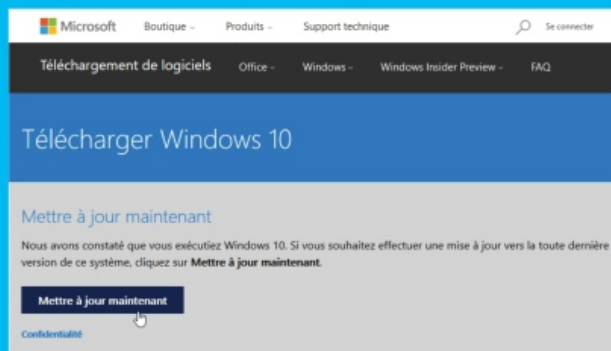 Microsoft Boutique Produits Support technique Se connecter
Téléchargement de logiciels Office Windows Windows Insider Preview FAQ
Télécharger Windows 10
Mettre à jour maintenant
Nous avons constaté que vous exécutiez Windows 10. Si vous souhaitez effectuer une mise à jour vers la toute dernière
version de ce système, cliquez sur Mettre à jour maintenant.
Mettre à jour maintenant
Confidentialité